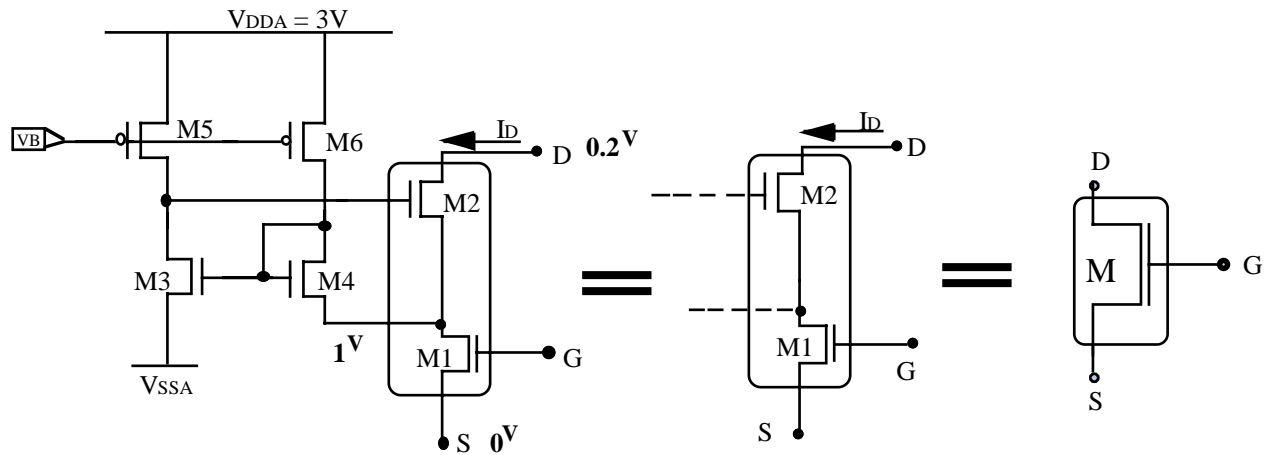 VDDA = 3V
VB
M5
M6
ID
D 0.2V
M2
M3
M4
1V
M1
G
VSSA
S 0V
ID
D
M2
M1
G
S
D
M
G
S